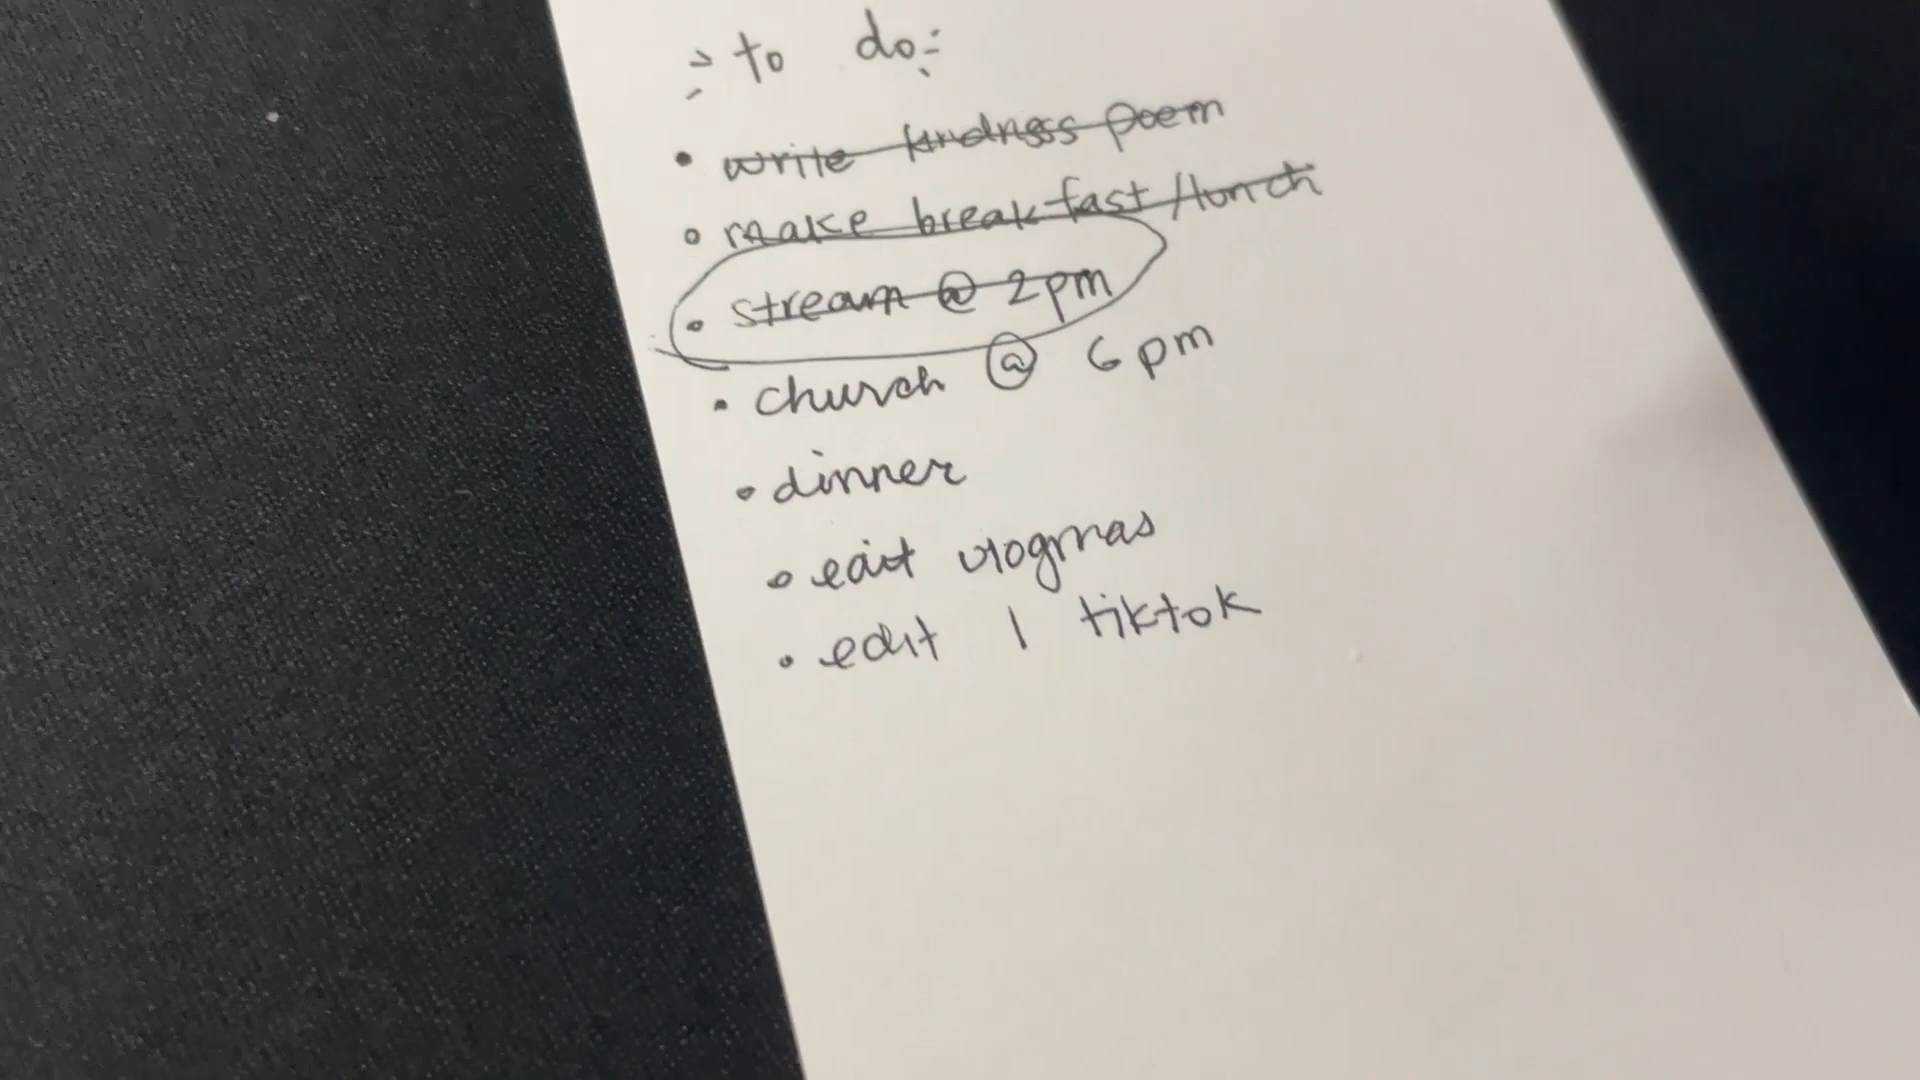 to do:
• write kindness poem
• make breakfast/lunch
• stream @ 2pm
• church @ 6pm
• dinner
• edit vlogmas
• edit 1 tiktok